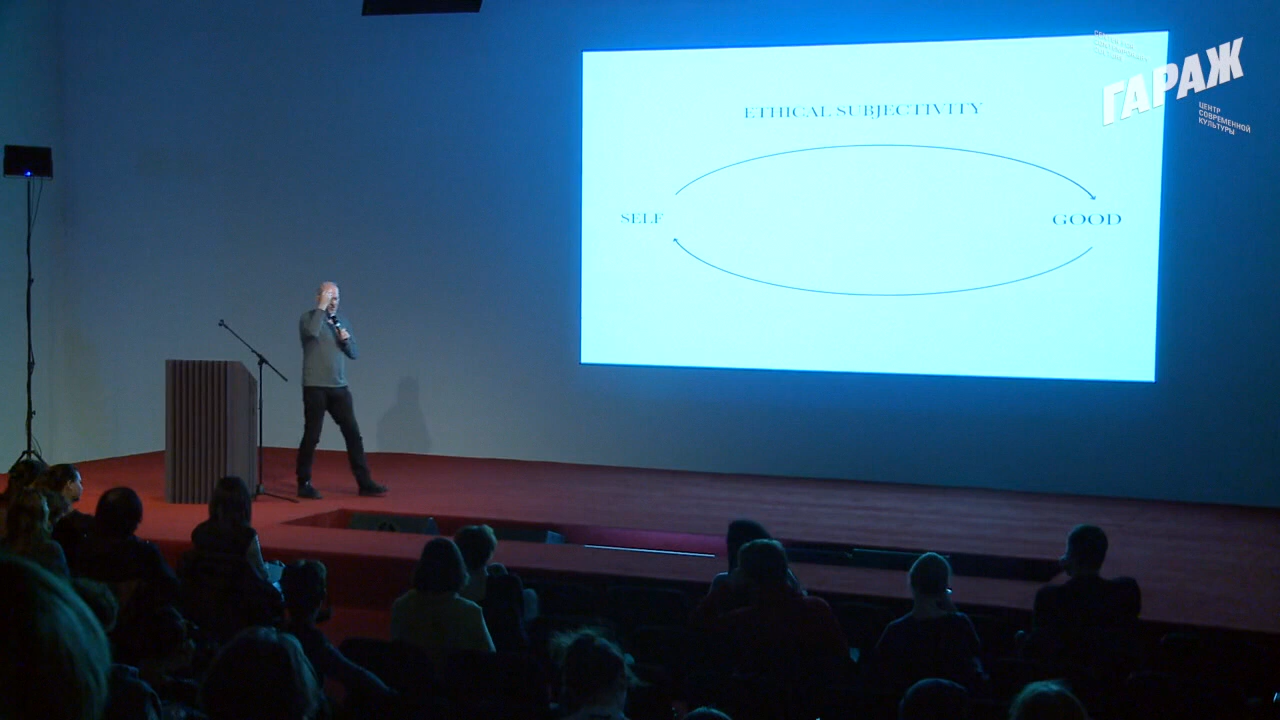 ETHICAL SUBJECTIVITY
SELF
GOOD
ГАРАЖ
ЦЕНТР
СОВРЕМЕННОЙ
КУЛЬТУРЫ